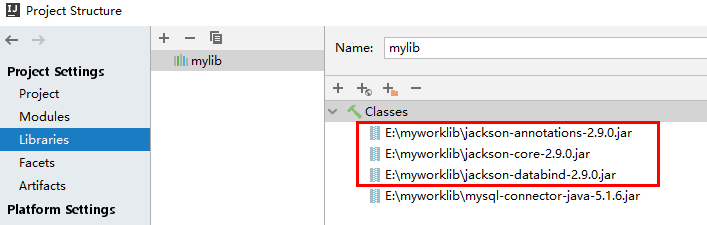 Project Structure
Project Settings
Project
Modules
Libraries
Facets
Artifacts
Platform Settings
mylib
Name: mylib
Classes
E:\myworklib\jackson-annotations-2.9.0.jar
E:\myworklib\jackson-core-2.9.0.jar
E:\myworklib\jackson-databind-2.9.0.jar
E:\myworklib\mysql-connector-java-5.1.6.jar